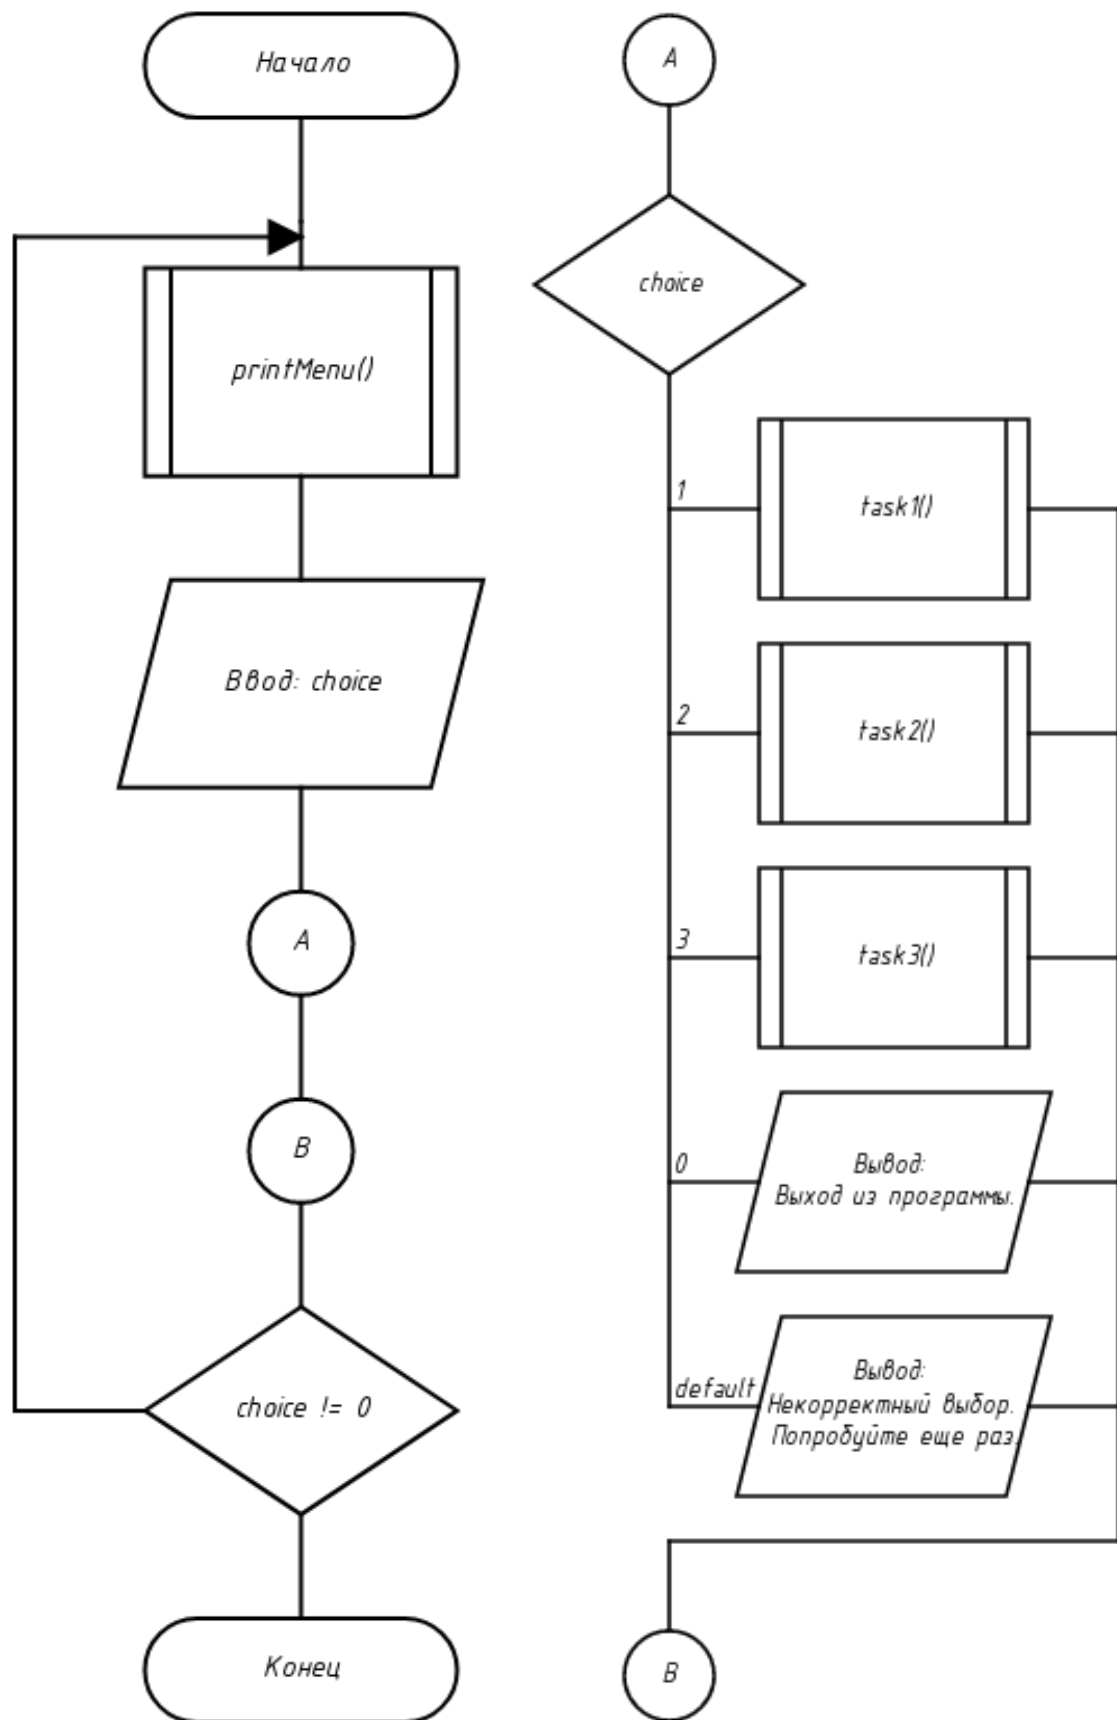 Начало
printMenu()
Ввод: choice
A
B
choice != 0
Конец
A
choice
1
task1()
2
task2()
3
task3()
0
Вывод:
Выход из программы.
default
Вывод:
Некорректный выбор.
Попробуйте еще раз.
B